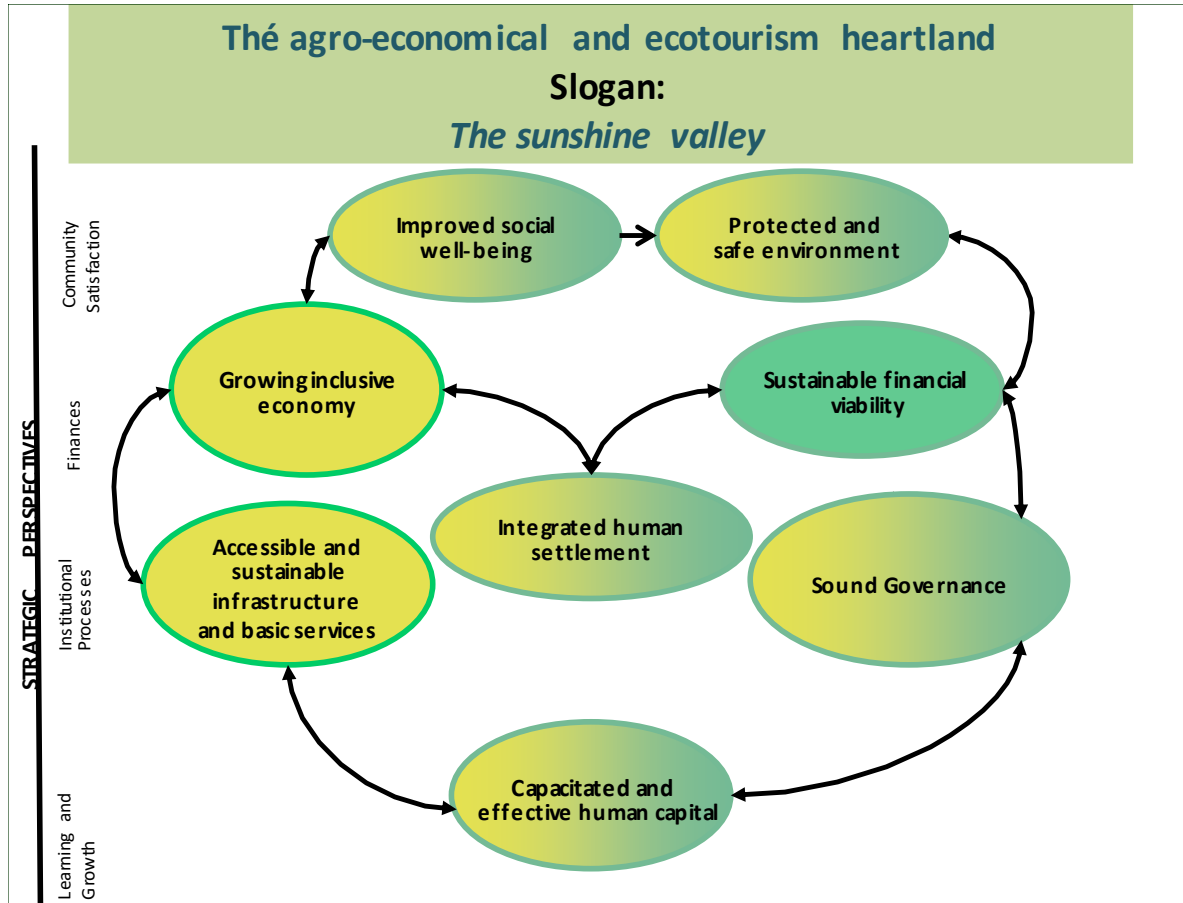 Thé agro-economical and ecotourism heartland
Slogan:
The sunshine valley
STRATEGIC PERSPECTIVES
Community
Satisfaction
Finances
Institutional
Processes
Learning and
Growth
Improved social
well-being
Protected and
safe environment
Growing inclusive
economy
Sustainable financial
viability
Integrated human
settlement
Accessible and
sustainable
infrastructure
and basic services
Sound Governance
Capacitated and
effective human capital